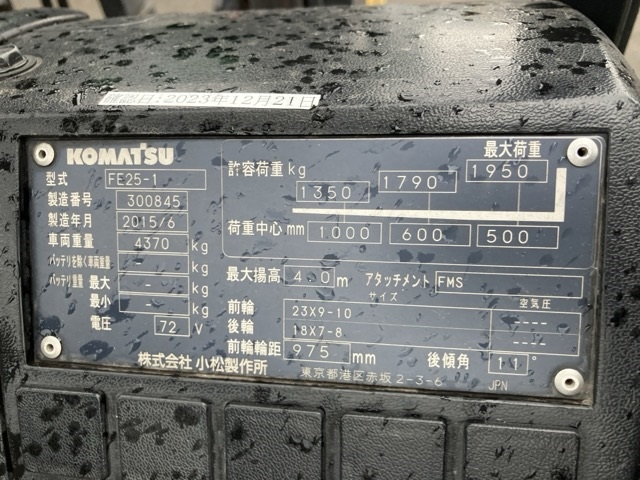 確認日:2023年12月21日
KOMATSU
型式 FE25-1
製造番号 300845
製造年月 2015/6
車両重量 4370 kg
バッテリを除く車両重量 - kg
バッテリ重量 最大 - kg
最小 - kg
電圧 72 V
株式会社 小松製作所
最大荷重
許容荷重 kg 1350 1790 1950
荷重中心 mm 1000 600 500
最大揚高 4.0 m アタッチメント FMS
サイズ 空気圧
前輪 23X9-10 ----
後輪 18X7-8 ----
前輪輪距 975 mm 後傾角 11°
東京都港区赤坂2-3-6 JPN